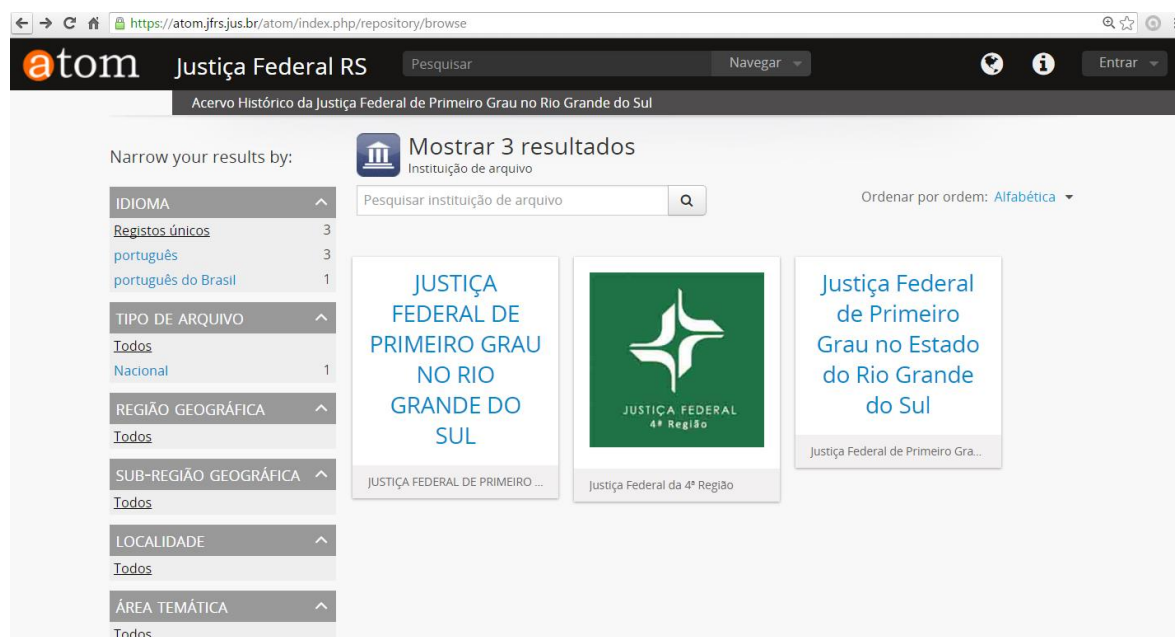 https://atom.jfrs.jus.br/atom/index.php/repository/browse
atom Justiça Federal RS Pesquisar Navegar Entrar
Acervo Histórico da Justiça Federal de Primeiro Grau no Rio Grande do Sul
Narrow your results by:
IDIOMA
Registos únicos 3
português 3
português do Brasil 1
TIPO DE ARQUIVO
Todos
Nacional 1
REGIÃO GEOGRÁFICA
Todos
SUB-REGIÃO GEOGRÁFICA
Todos
LOCALIDADE
Todos
ÁREA TEMÁTICA
Todos
Mostrar 3 resultados
Instituição de arquivo
Pesquisar instituição de arquivo
Ordenar por ordem: Alfabética
JUSTIÇA
FEDERAL DE
PRIMEIRO GRAU
NO RIO
GRANDE DO
SUL
JUSTIÇA FEDERAL DE PRIMEIRO ...
JUSTIÇA FEDERAL
4ª Região
Justiça Federal da 4ª Região
Justiça Federal
de Primeiro
Grau no Estado
do Rio Grande
do Sul
Justiça Federal de Primeiro Gra...